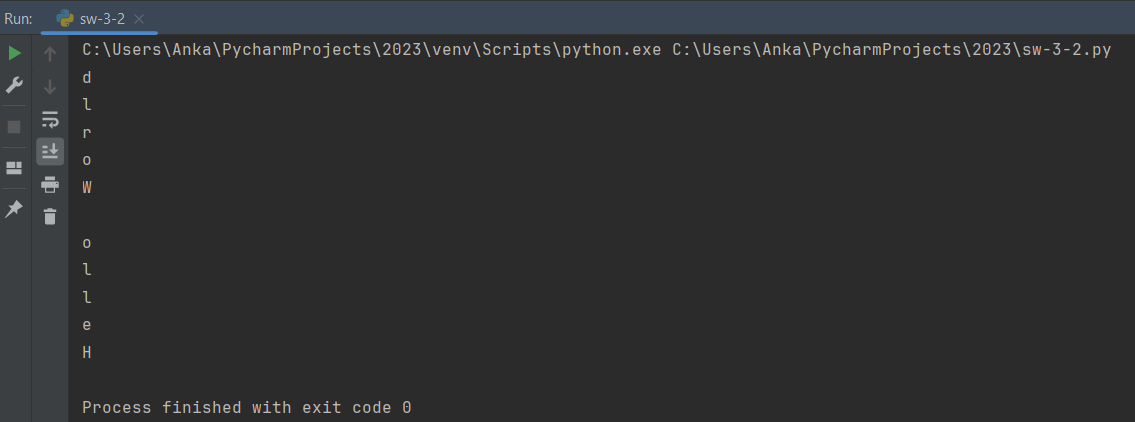 Run: sw-3-2
C:\Users\Anka\PycharmProjects\2023\venv\Scripts\python.exe C:\Users\Anka\PycharmProjects\2023\sw-3-2.py
d
l
r
o
W

o
l
l
e
H

Process finished with exit code 0